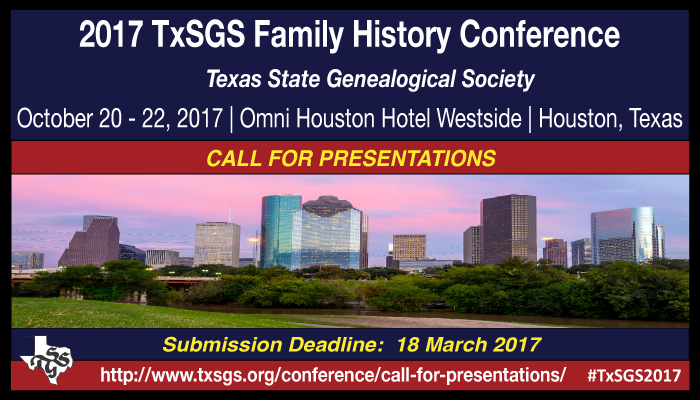 2017 TxSGS Family History Conference
Texas State Genealogical Society
October 20 - 22, 2017 | Omni Houston Hotel Westside | Houston, Texas
CALL FOR PRESENTATIONS
Submission Deadline:  18 March 2017
TSGS
http://www.txsgs.org/conference/call-for-presentations/ #TxSGS2017